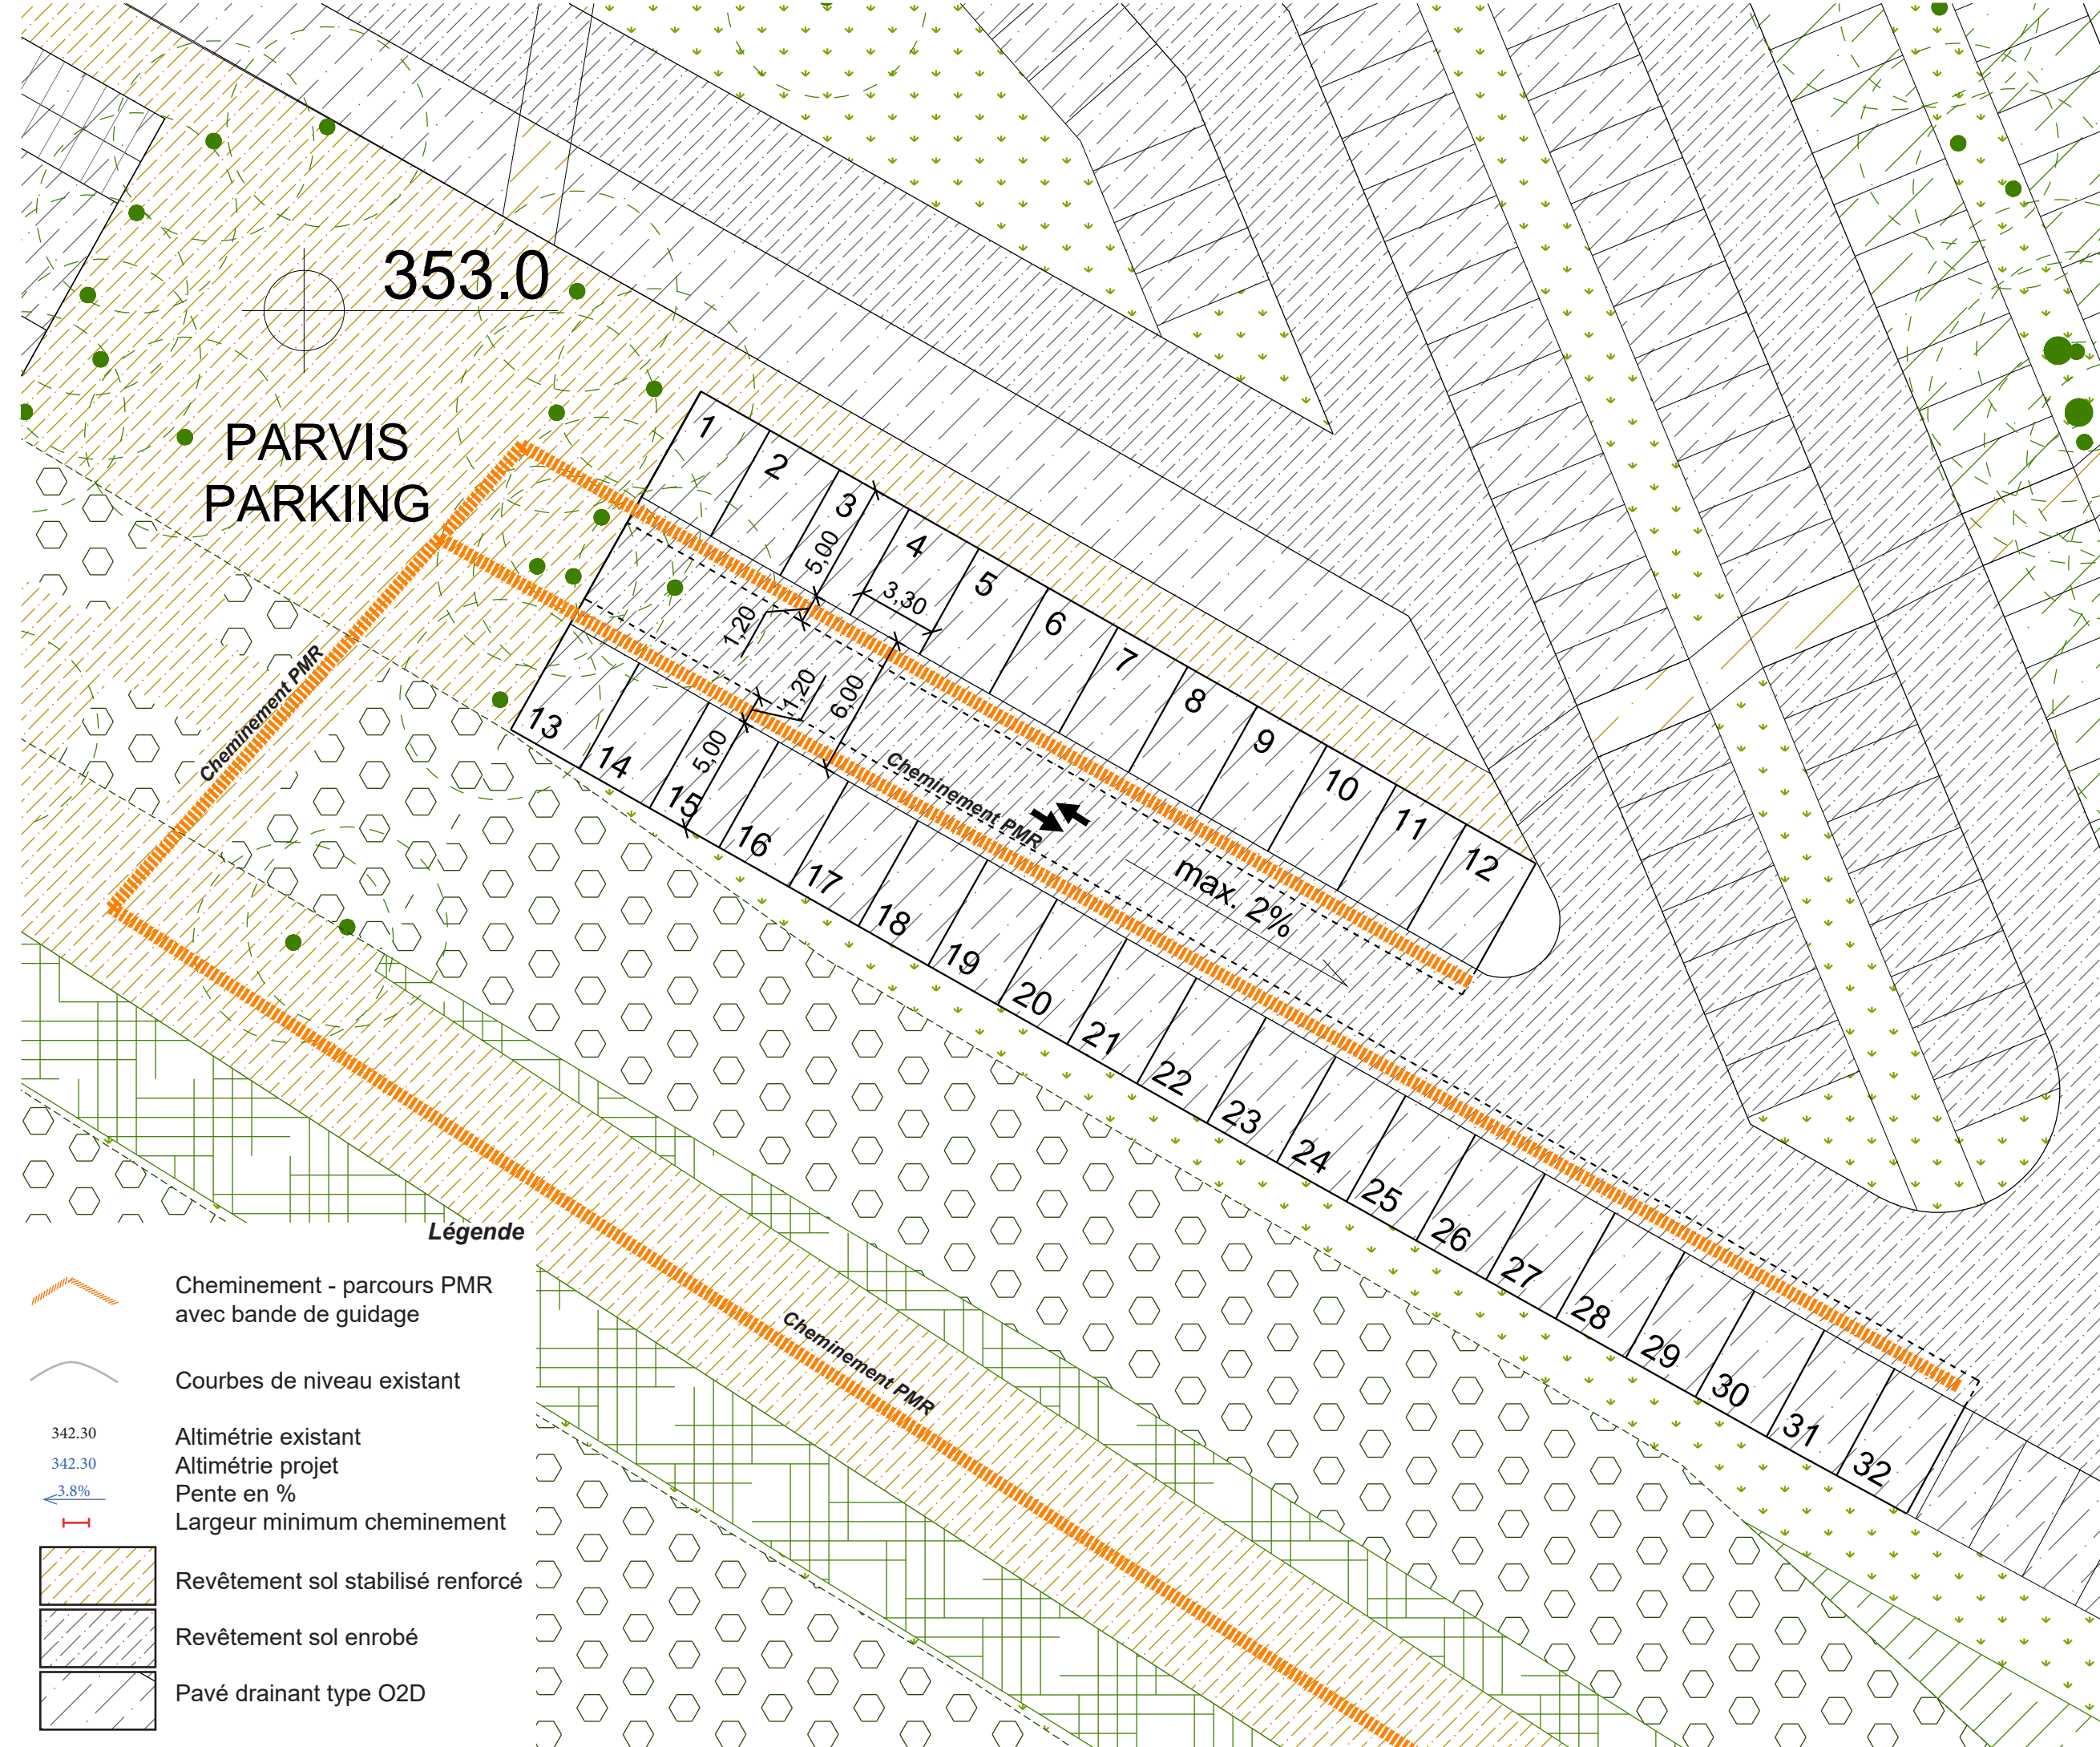 353.0
PARVIS
PARKING
1
2
3
4
5
6
7
8
9
10
11
12
5,00
3,30
1,20
1,20
6,00
5,00
13
14
15
16
17
18
19
20
21
22
23
24
25
26
27
28
29
30
31
32
Cheminement PMR
Cheminement PMR
max. 2%
Cheminement PMR
Légende
Cheminement - parcours PMR
avec bande de guidage
Courbes de niveau existant
342.30 Altimétrie existant
342.30 Altimétrie projet
3.8% Pente en %
Largeur minimum cheminement
Revêtement sol stabilisé renforcé
Revêtement sol enrobé
Pavé drainant type O2D